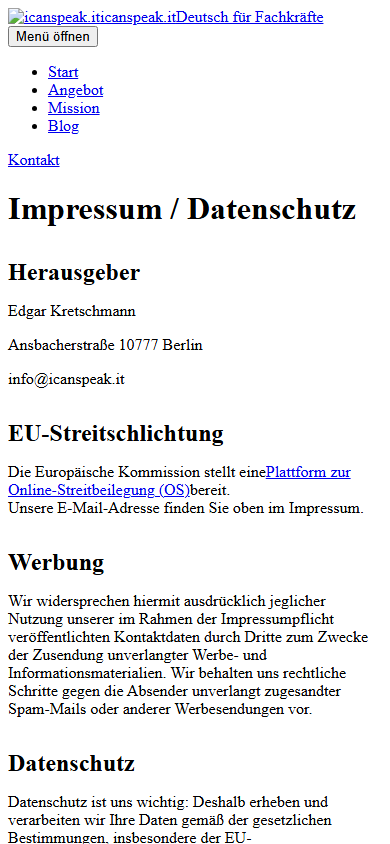 icanspeak.iticanspeak.itDeutsch für Fachkräfte
Menü öffnen
Start
Angebot
Mission
Blog
Kontakt
Impressum / Datenschutz
Herausgeber
Edgar Kretschmann
Ansbacherstraße 10777 Berlin
info@icanspeak.it
EU-Streitschlichtung
Die Europäische Kommission stellt einePlattform zur
Online-Streitbeilegung (OS)bereit.
Unsere E-Mail-Adresse finden Sie oben im Impressum.
Werbung
Wir widersprechen hiermit ausdrücklich jeglicher
Nutzung unserer im Rahmen der Impressumpflicht
veröffentlichten Kontaktdaten durch Dritte zum Zwecke
der Zusendung unverlangter Werbe- und
Informationsmaterialien. Wir behalten uns rechtliche
Schritte gegen die Absender unverlangt zugesandter
Spam-Mails oder anderer Werbesendungen vor.
Datenschutz
Datenschutz ist uns wichtig: Deshalb erheben und
verarbeiten wir Ihre Daten gemäß der gesetzlichen
Bestimmungen, insbesondere der EU-